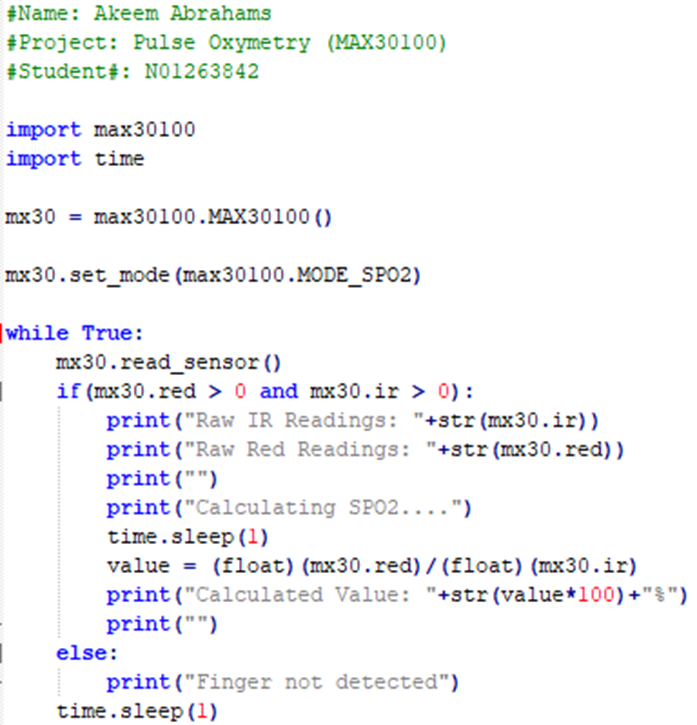 #Name: Akeem Abrahams
#Project: Pulse Oxymetry (MAX30100)
#Student#: N01263842

import max30100
import time

mx30 = max30100.MAX30100()

mx30.set_mode(max30100.MODE_SPO2)

while True:
    mx30.read_sensor()
    if(mx30.red > 0 and mx30.ir > 0):
        print("Raw IR Readings: "+str(mx30.ir))
        print("Raw Red Readings: "+str(mx30.red))
        print("")
        print("Calculating SPO2....")
        time.sleep(1)
        value = (float)(mx30.red)/(float)(mx30.ir)
        print("Calculated Value: "+str(value*100)+"%")
        print("")
    else:
        print("Finger not detected")
    time.sleep(1)